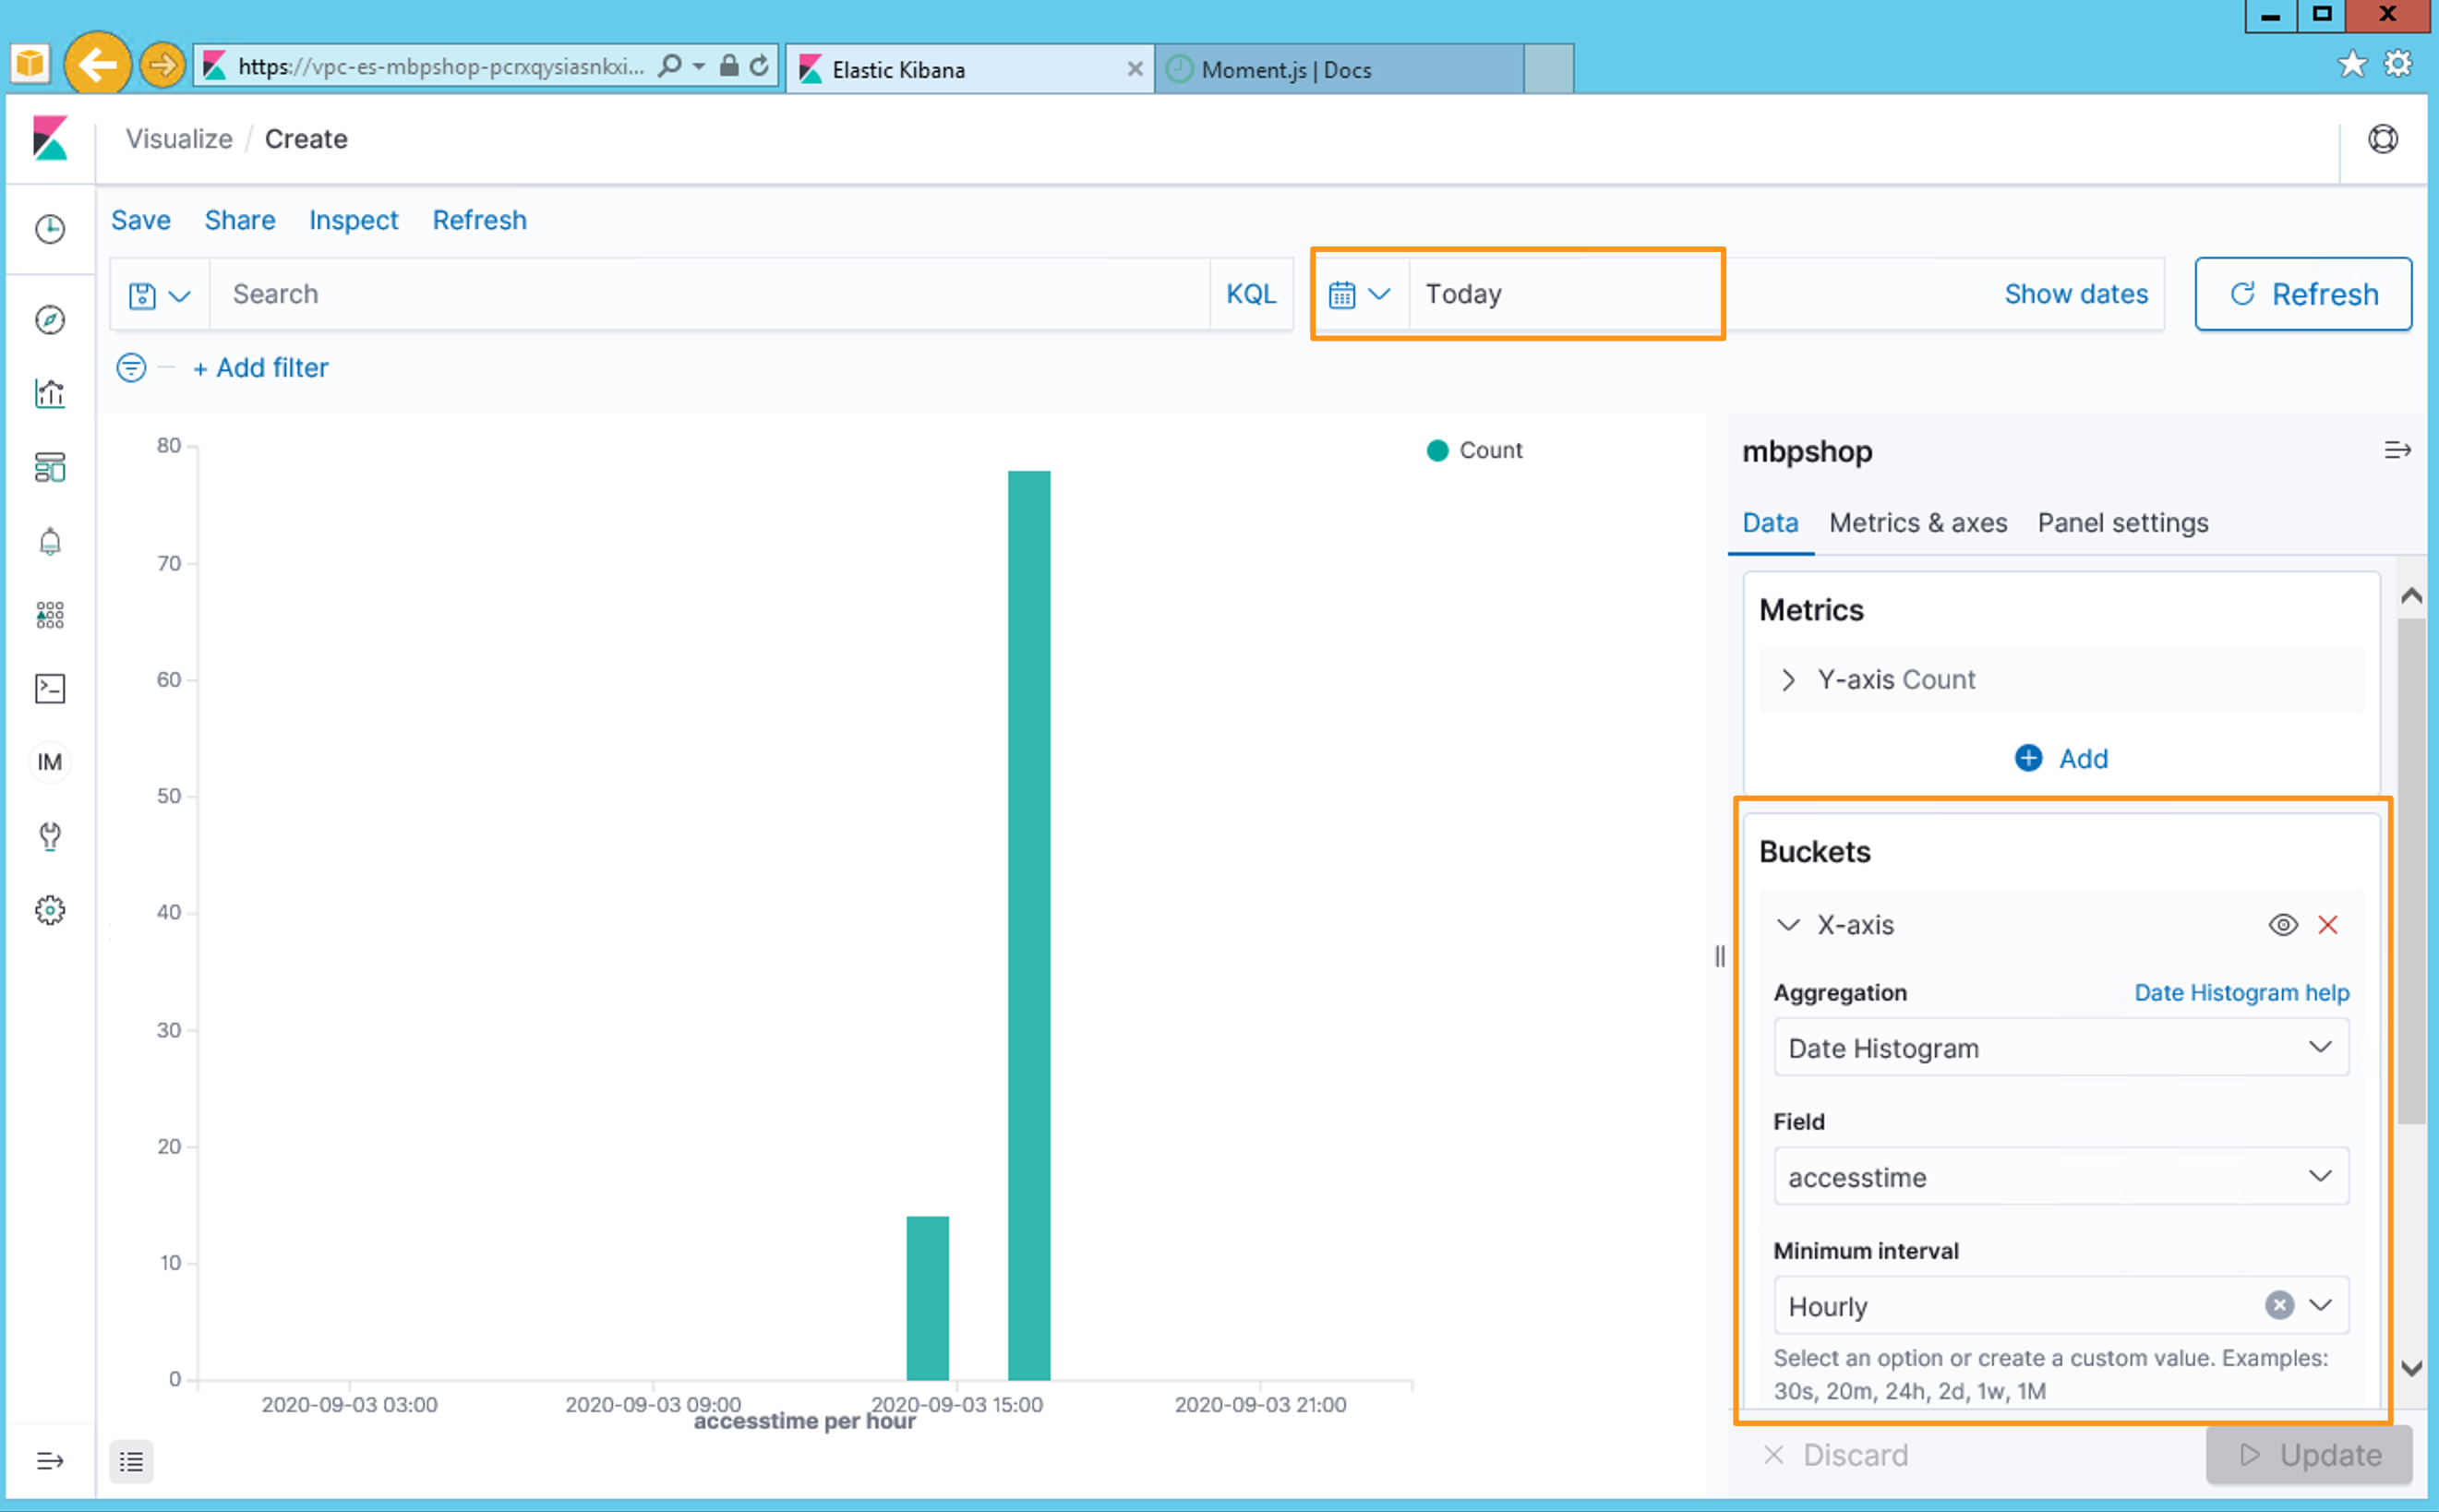 https://vpc-es-mbpshop-pcrxqysiasnkxi...
Elastic Kibana
Moment.js | Docs
Visualize / Create
Save Share Inspect Refresh
Search
KQL
Today
Show dates
Refresh
+ Add filter
80
70
60
50
40
30
20
10
0
2020-09-03 03:00
2020-09-03 09:00
2020-09-03 15:00
2020-09-03 21:00
accesstime per hour
Count
IM
mbpshop
Data Metrics & axes Panel settings
Metrics
Y-axis Count
Add
Buckets
X-axis
Aggregation
Date Histogram help
Date Histogram
Field
accesstime
Minimum interval
Hourly
Select an option or create a custom value. Examples:
30s, 20m, 24h, 2d, 1w, 1M
Discard
Update